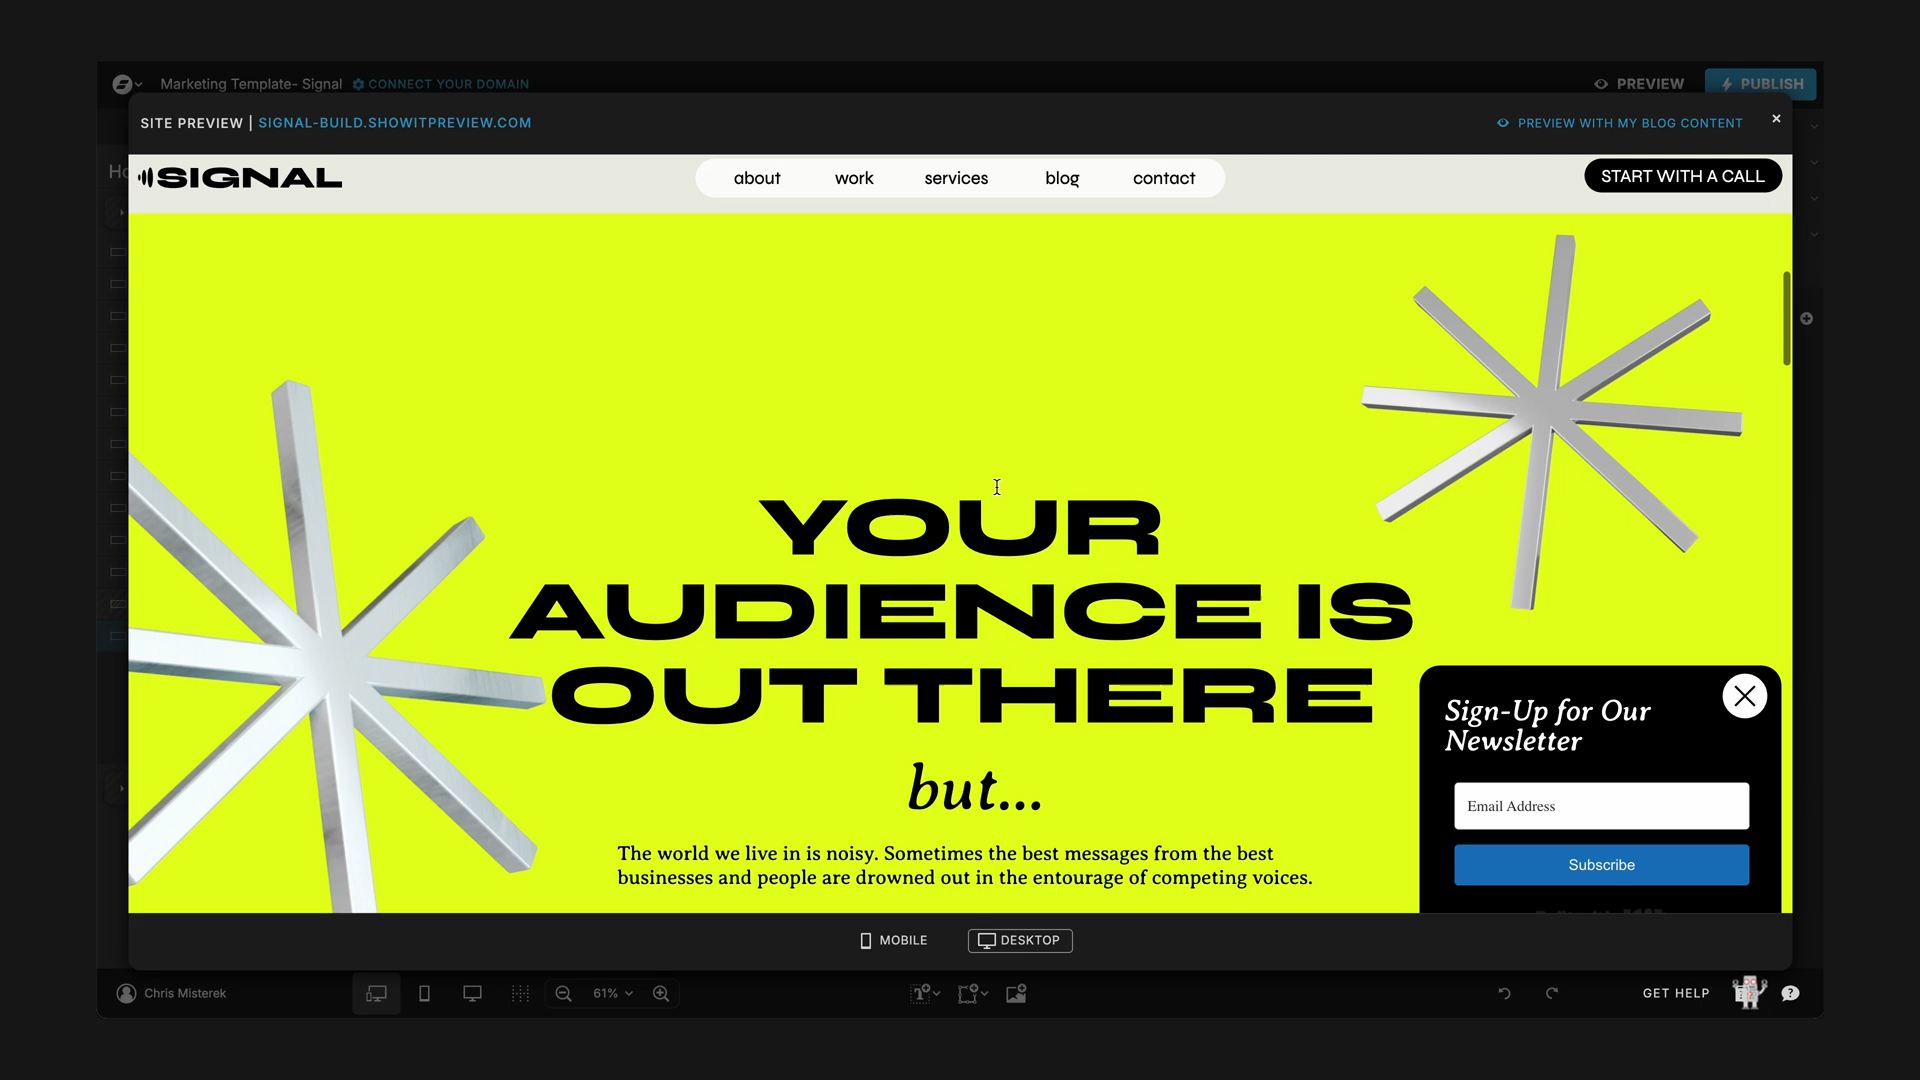 Marketing Template- Signal
CONNECT YOUR DOMAIN
PREVIEW
PUBLISH
SITE PREVIEW | SIGNAL-BUILD.SHOWITPREVIEW.COM
PREVIEW WITH MY BLOG CONTENT
SIGNAL
about
work
services
blog
contact
START WITH A CALL
YOUR
AUDIENCE IS
OUT THERE
but...
The world we live in is noisy. Sometimes the best messages from the best
businesses and people are drowned out in the entourage of competing voices.
Sign-Up for Our
Newsletter
Email Address
Subscribe
MOBILE
DESKTOP
Chris Misterek
61%
GET HELP